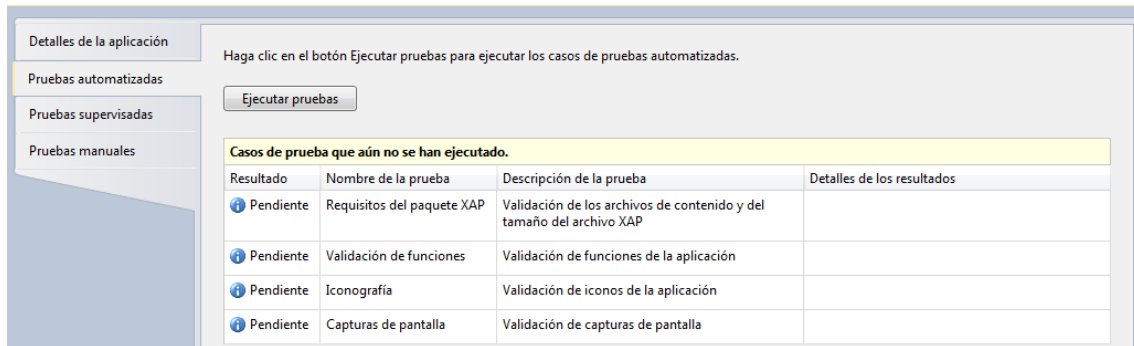 Detalles de la aplicación
Pruebas automatizadas
Pruebas supervisadas
Pruebas manuales
Haga clic en el botón Ejecutar pruebas para ejecutar los casos de pruebas automatizadas.
Ejecutar pruebas
Casos de prueba que aún no se han ejecutado.
Resultado Nombre de la prueba Descripción de la prueba Detalles de los resultados
Pendiente Requisitos del paquete XAP Validación de los archivos de contenido y del
tamaño del archivo XAP
Pendiente Validación de funciones Validación de funciones de la aplicación
Pendiente Iconografía Validación de iconos de la aplicación
Pendiente Capturas de pantalla Validación de capturas de pantalla